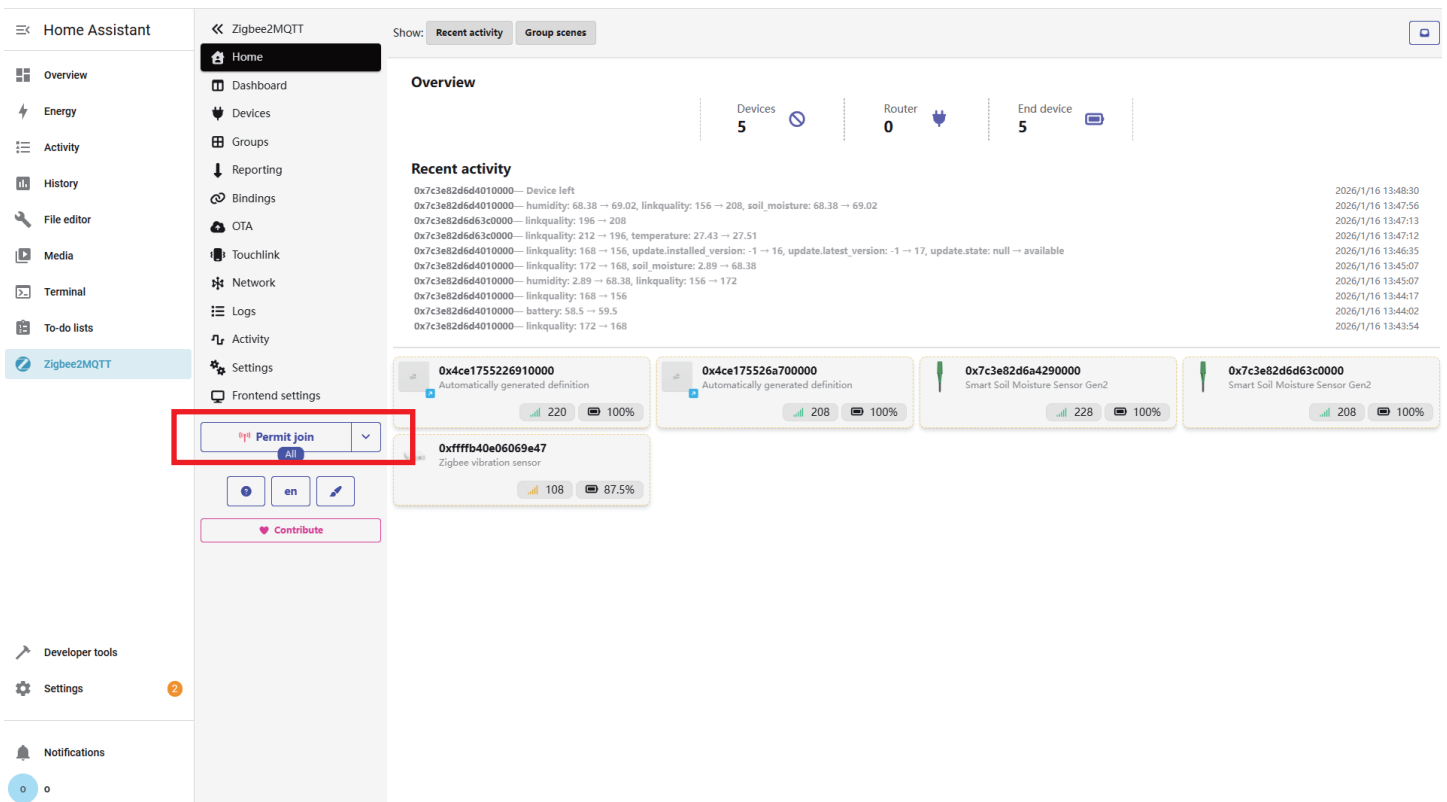 Home Assistant
Overview
Energy
Activity
History
File editor
Media
Terminal
To-do lists
Zigbee2MQTT
Developer tools
Settings
2
Notifications
o
o
Zigbee2MQTT
Home
Dashboard
Devices
Groups
Reporting
Bindings
OTA
Touchlink
Network
Logs
Activity
Settings
Frontend settings
Permit join
All
en
Contribute
Show: Recent activity Group scenes
Overview
Devices
5
Router
0
End device
5
Recent activity
0x7c3e82d6d4010000— Device left 2026/1/16 13:48:30
0x7c3e82d6d4010000— humidity: 68.38 → 69.02, linkquality: 156 → 208, soil_moisture: 68.38 → 69.02 2026/1/16 13:47:56
0x7c3e82d6d63c0000— linkquality: 196 → 208 2026/1/16 13:47:13
0x7c3e82d6d63c0000— linkquality: 212 → 196, temperature: 27.43 → 27.51 2026/1/16 13:47:12
0x7c3e82d6d4010000— linkquality: 168 → 156, update.installed_version: -1 → 16, update.latest_version: -1 → 17, update.state: null → available 2026/1/16 13:46:35
0x7c3e82d6d4010000— linkquality: 172 → 168, soil_moisture: 2.89 → 68.38 2026/1/16 13:45:07
0x7c3e82d6d4010000— humidity: 2.89 → 68.38, linkquality: 156 → 172 2026/1/16 13:45:07
0x7c3e82d6d4010000— linkquality: 168 → 156 2026/1/16 13:44:17
0x7c3e82d6d4010000— battery: 58.5 → 59.5 2026/1/16 13:44:02
0x7c3e82d6d4010000— linkquality: 172 → 168 2026/1/16 13:43:54
0x4ce1755226910000
Automatically generated definition
220 100%
0x4ce175526a700000
Automatically generated definition
208 100%
0x7c3e82d6a4290000
Smart Soil Moisture Sensor Gen2
228 100%
0x7c3e82d6d63c0000
Smart Soil Moisture Sensor Gen2
208 100%
0xffffb40e06069e47
Zigbee vibration sensor
108 87.5%